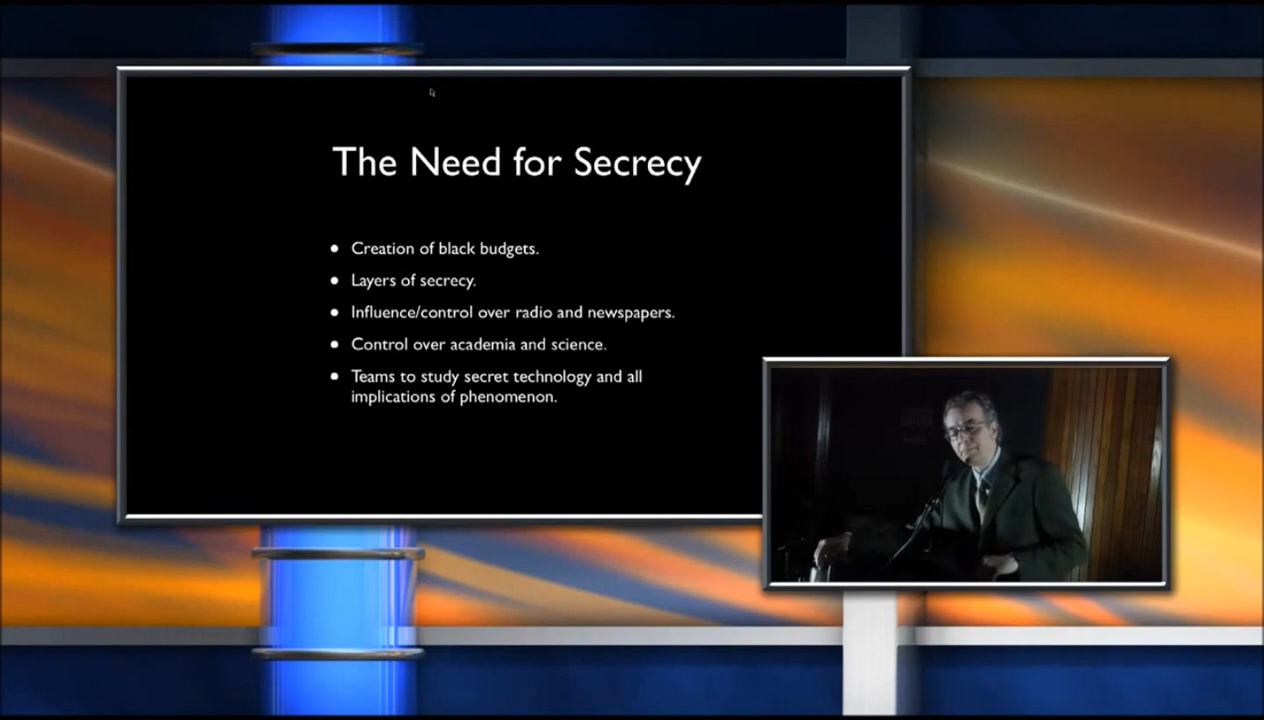 The Need for Secrecy
• Creation of black budgets.
• Layers of secrecy.
• Influence/control over radio and newspapers.
• Control over academia and science.
• Teams to study secret technology and all
implications of phenomenon.